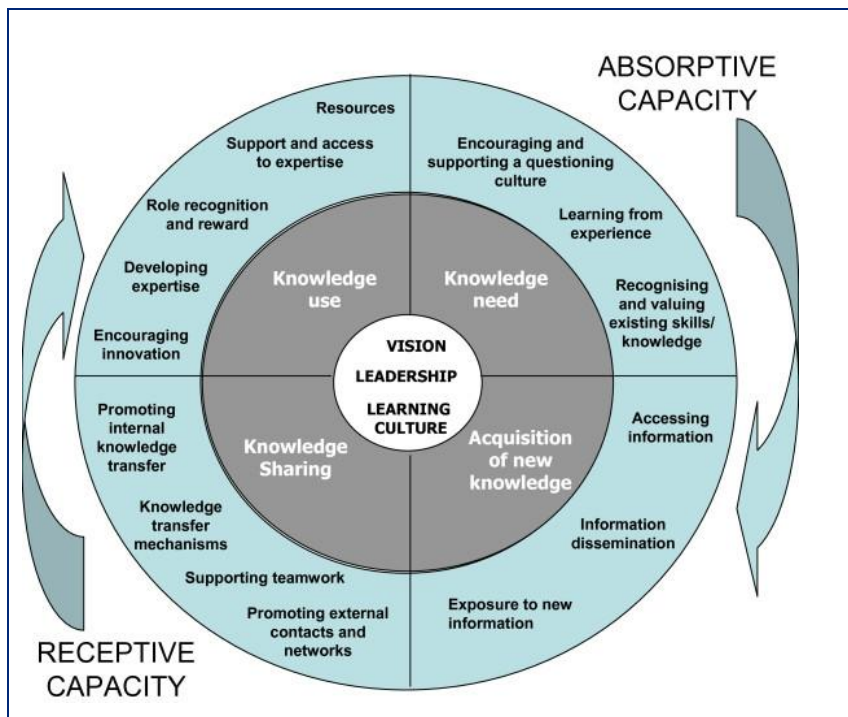 ABSORPTIVE
CAPACITY
Resources
Support and access
to expertise
Role recognition
and reward
Developing
expertise
Encouraging
innovation
Encouraging and
supporting a questioning
culture
Learning from
experience
Recognising
and valuing
existing skills/
knowledge
Knowledge
use
Knowledge
need
VISION
LEADERSHIP
LEARNING
CULTURE
Knowledge
Sharing
Acquisition
of new
knowledge
Promoting
internal
knowledge
transfer
Knowledge
transfer
mechanisms
Supporting teamwork
Promoting external
contacts and
networks
Accessing
information
Information
dissemination
Exposure to new
information
RECEPTIVE
CAPACITY